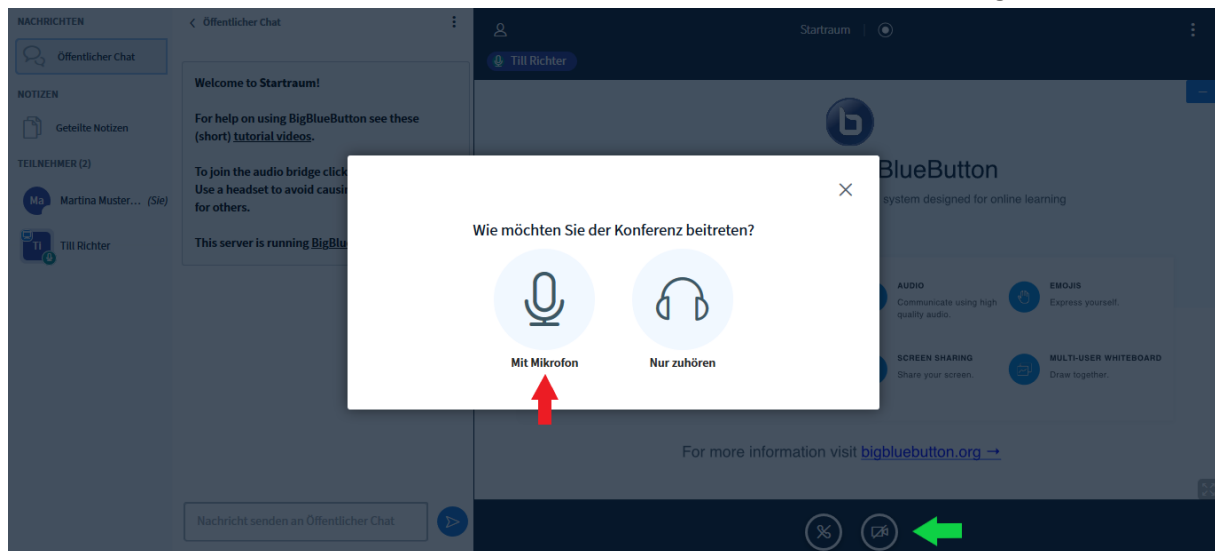 NACHRICHTEN
Öffentlicher Chat
NOTIZEN
Geteilte Notizen
TEILNEHMER (2)
Ma
Martina Muster... (Sie)
TI
Till Richter
Öffentlicher Chat
Welcome to Startraum!
For help on using BigBlueButton see these
(short) tutorial videos.
To join the audio bridge click
Use a headset to avoid causi
for others.
This server is running BigBlu
Nachricht senden an Öffentlicher Chat
Startraum
Till Richter
b
BlueButton
system designed for online learning
AUDIO
Communicate using high
quality audio.
EMOJIS
Express yourself.
SCREEN SHARING
Share your screen.
MULTI-USER WHITEBOARD
Draw together.
For more information visit bigbluebutton.org →
Wie möchten Sie der Konferenz beitreten?
Mit Mikrofon
Nur zuhören